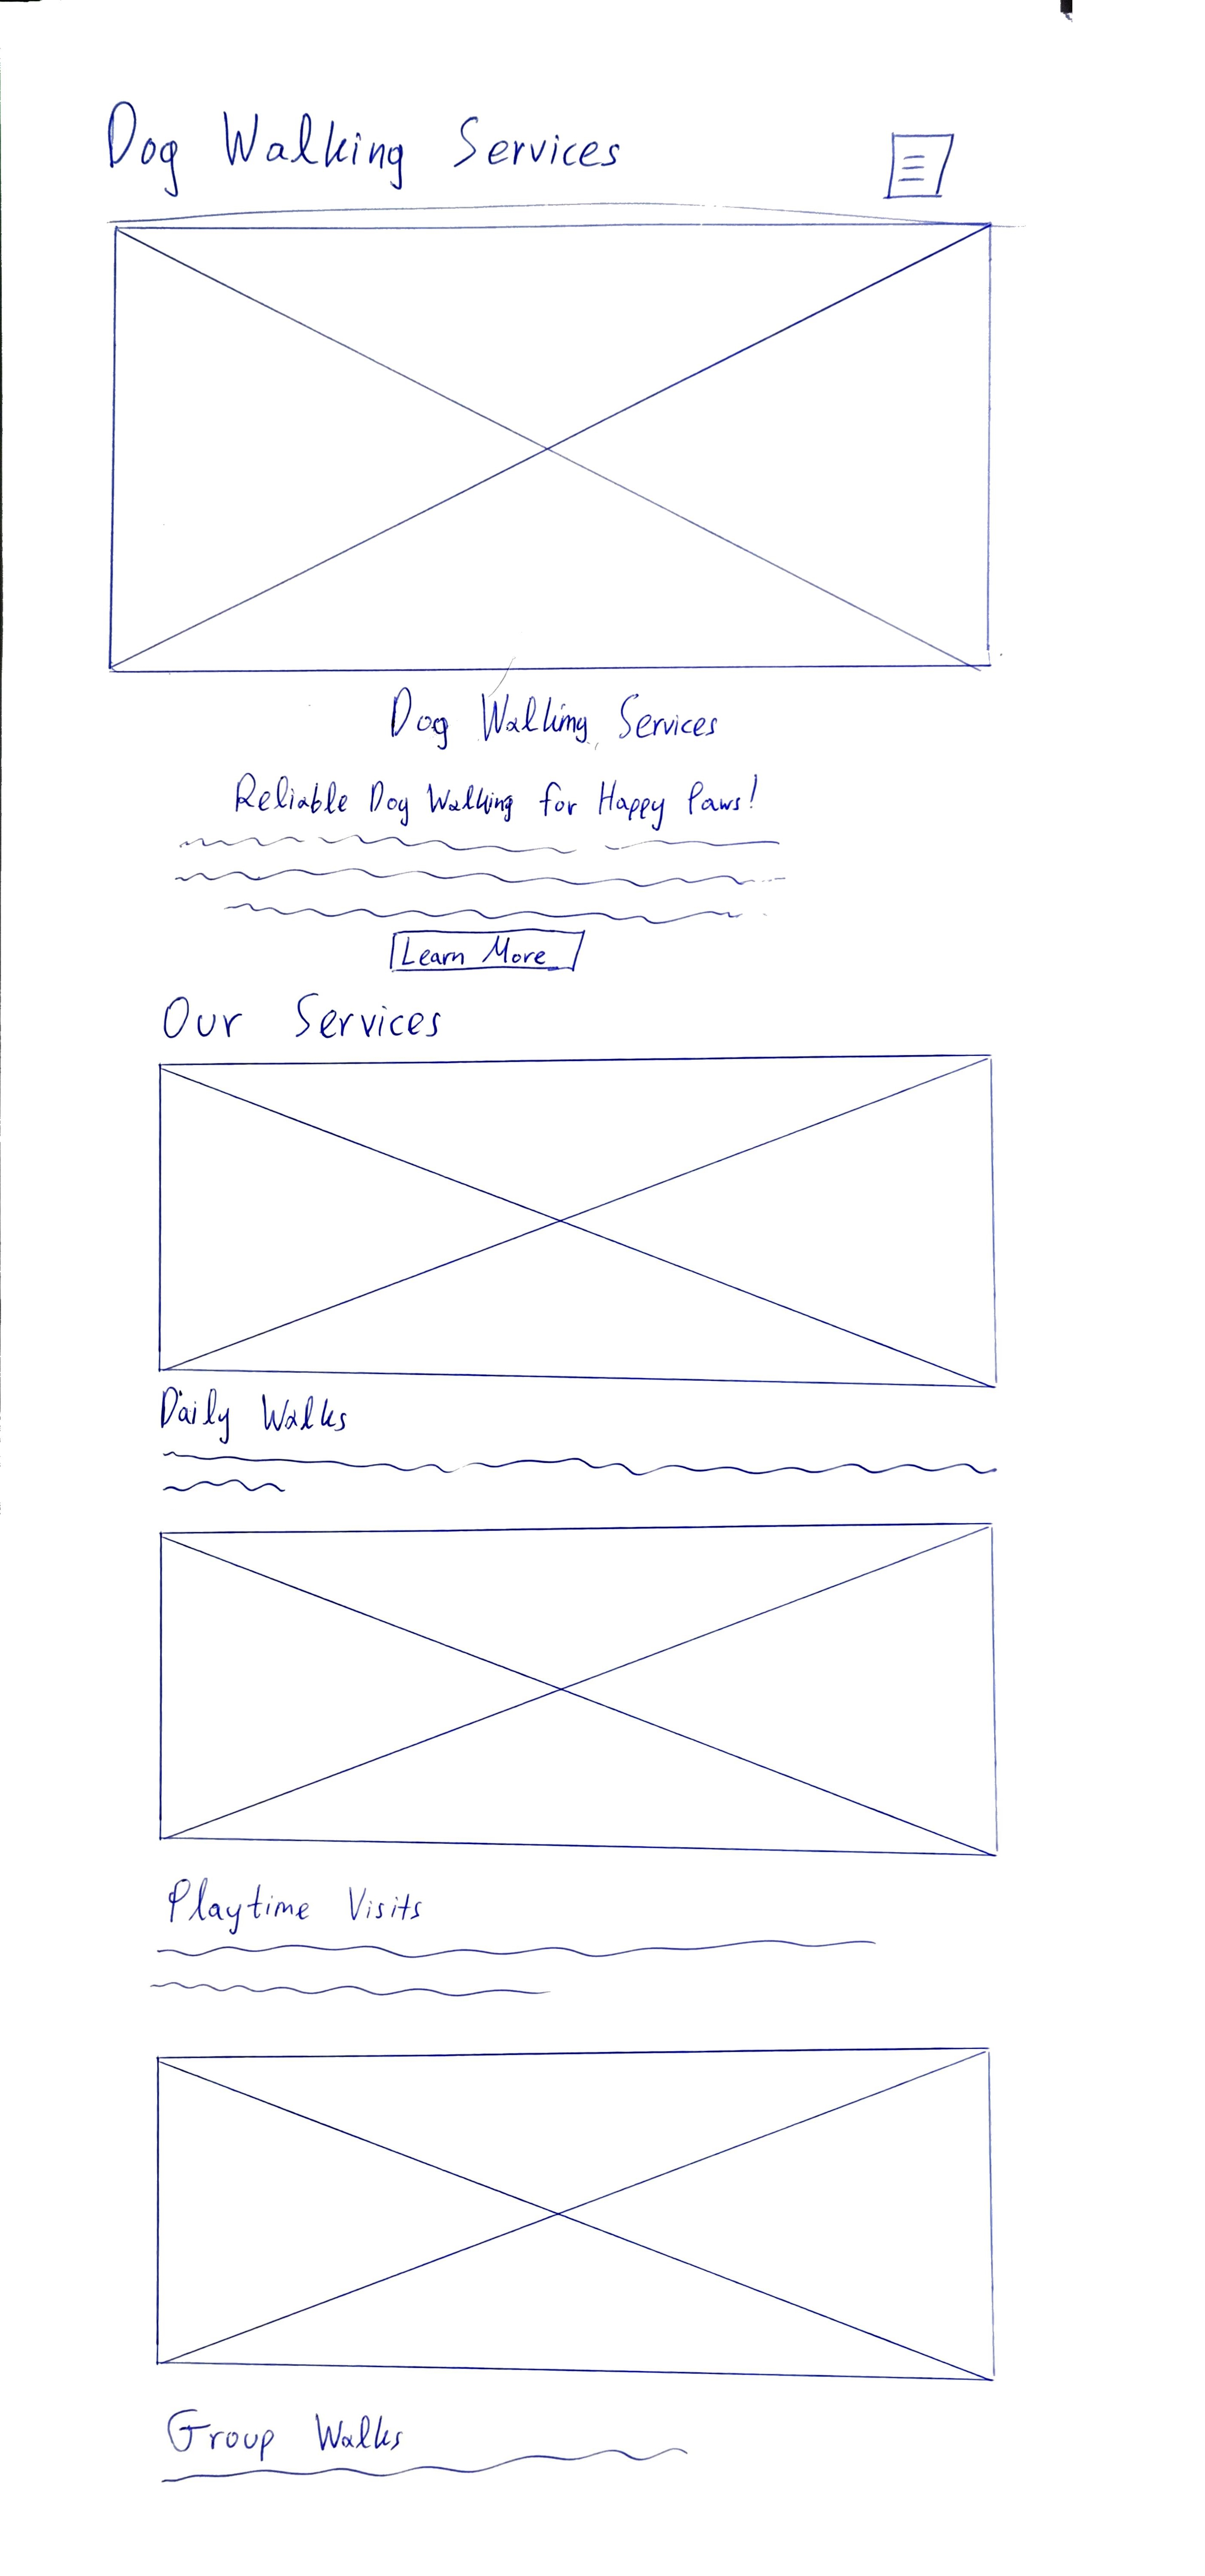 Dog Walking Services
Dog Walking Services
Reliable Dog Walking for Happy Paws!
Learn More
Our Services
Daily Walks
Playtime Visits
Group Walks